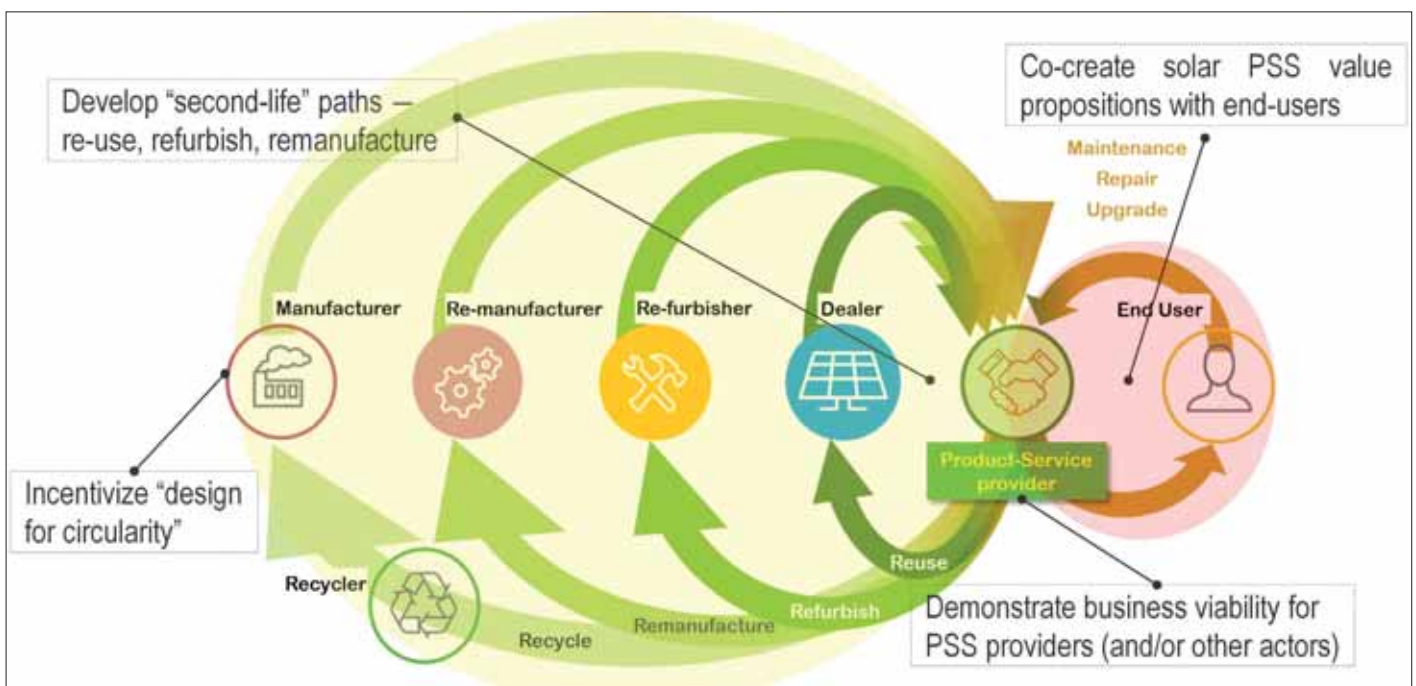 Develop “second-life” paths —
re-use, refurbish, remanufacture
Co-create solar PSS value
propositions with end-users
Maintenance
Repair
Upgrade
Manufacturer
Re-manufacturer
Re-furbisher
Dealer
End User
Product-Service
provider
Incentivize “design
for circularity”
Recycler
Reuse
Refurbish
Remanufacture
Recycle
Demonstrate business viability for
PSS providers (and/or other actors)